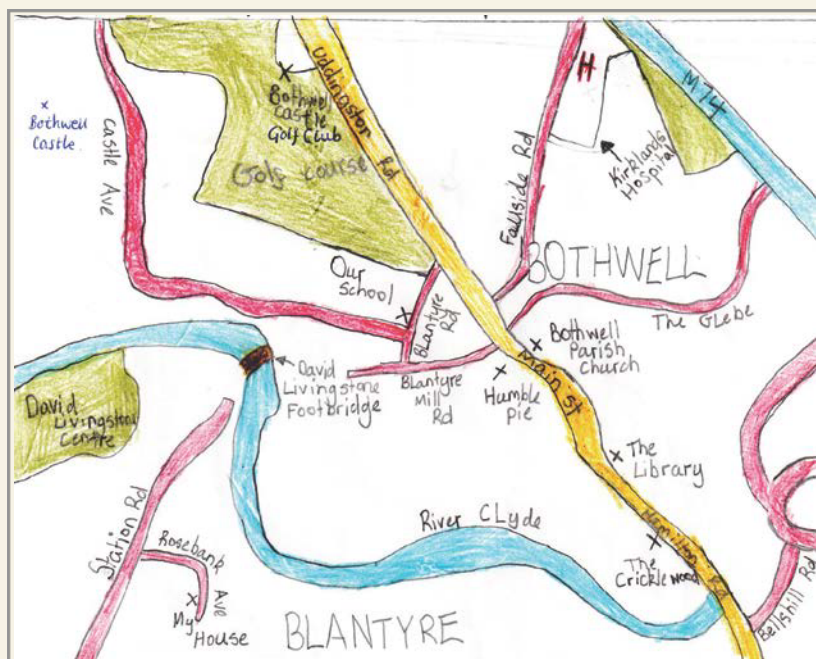 Uddingston Rd
M74
H
x
Bothwell
Castle
Castle Ave
x
Bothwell
Castle
Golf Club
Golf course
Kirklands
Hospital
Fallside Rd
BOTHWELL
Our
School
x
Blantyre
Rd
The Glebe
x
Bothwell
Parish
Church
Main St
David
Livingstone
Footbridge
Blantyre
Mill
Rd
x
Humble
Pie
David
Livingstone
Centre
x
The
Library
Station Rd
Rosebank
Ave
River Clyde
Hamilton Rd
x
The
Cricklewood
Bellshill Rd
x
My
House
BLANTYRE